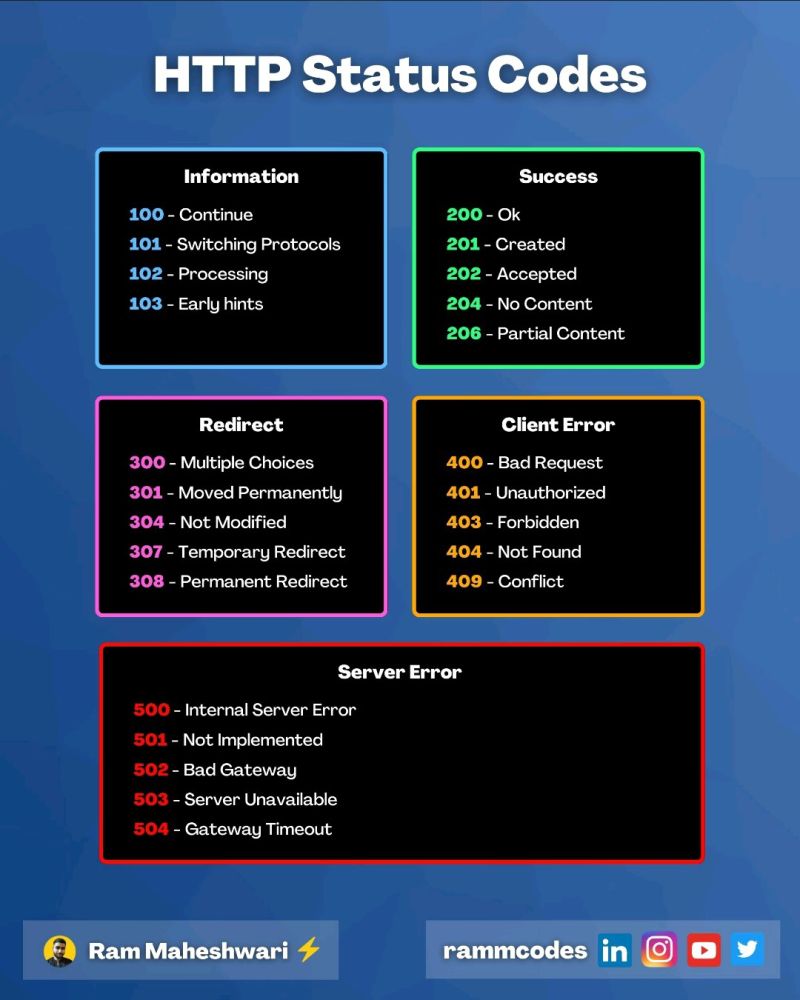 HTTP Status Codes
Information
100 - Continue
101 - Switching Protocols
102 - Processing
103 - Early hints
Success
200 - Ok
201 - Created
202 - Accepted
204 - No Content
206 - Partial Content
Redirect
300 - Multiple Choices
301 - Moved Permanently
304 - Not Modified
307 - Temporary Redirect
308 - Permanent Redirect
Client Error
400 - Bad Request
401 - Unauthorized
403 - Forbidden
404 - Not Found
409 - Conflict
Server Error
500 - Internal Server Error
501 - Not Implemented
502 - Bad Gateway
503 - Server Unavailable
504 - Gateway Timeout
Ram Maheshwari
rammcodes in